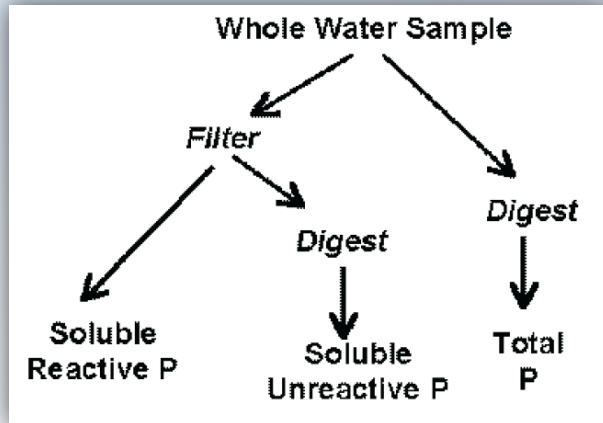 Whole Water Sample
Filter
Digest
Digest
Soluble
Reactive P
Soluble
Unreactive P
Total
P